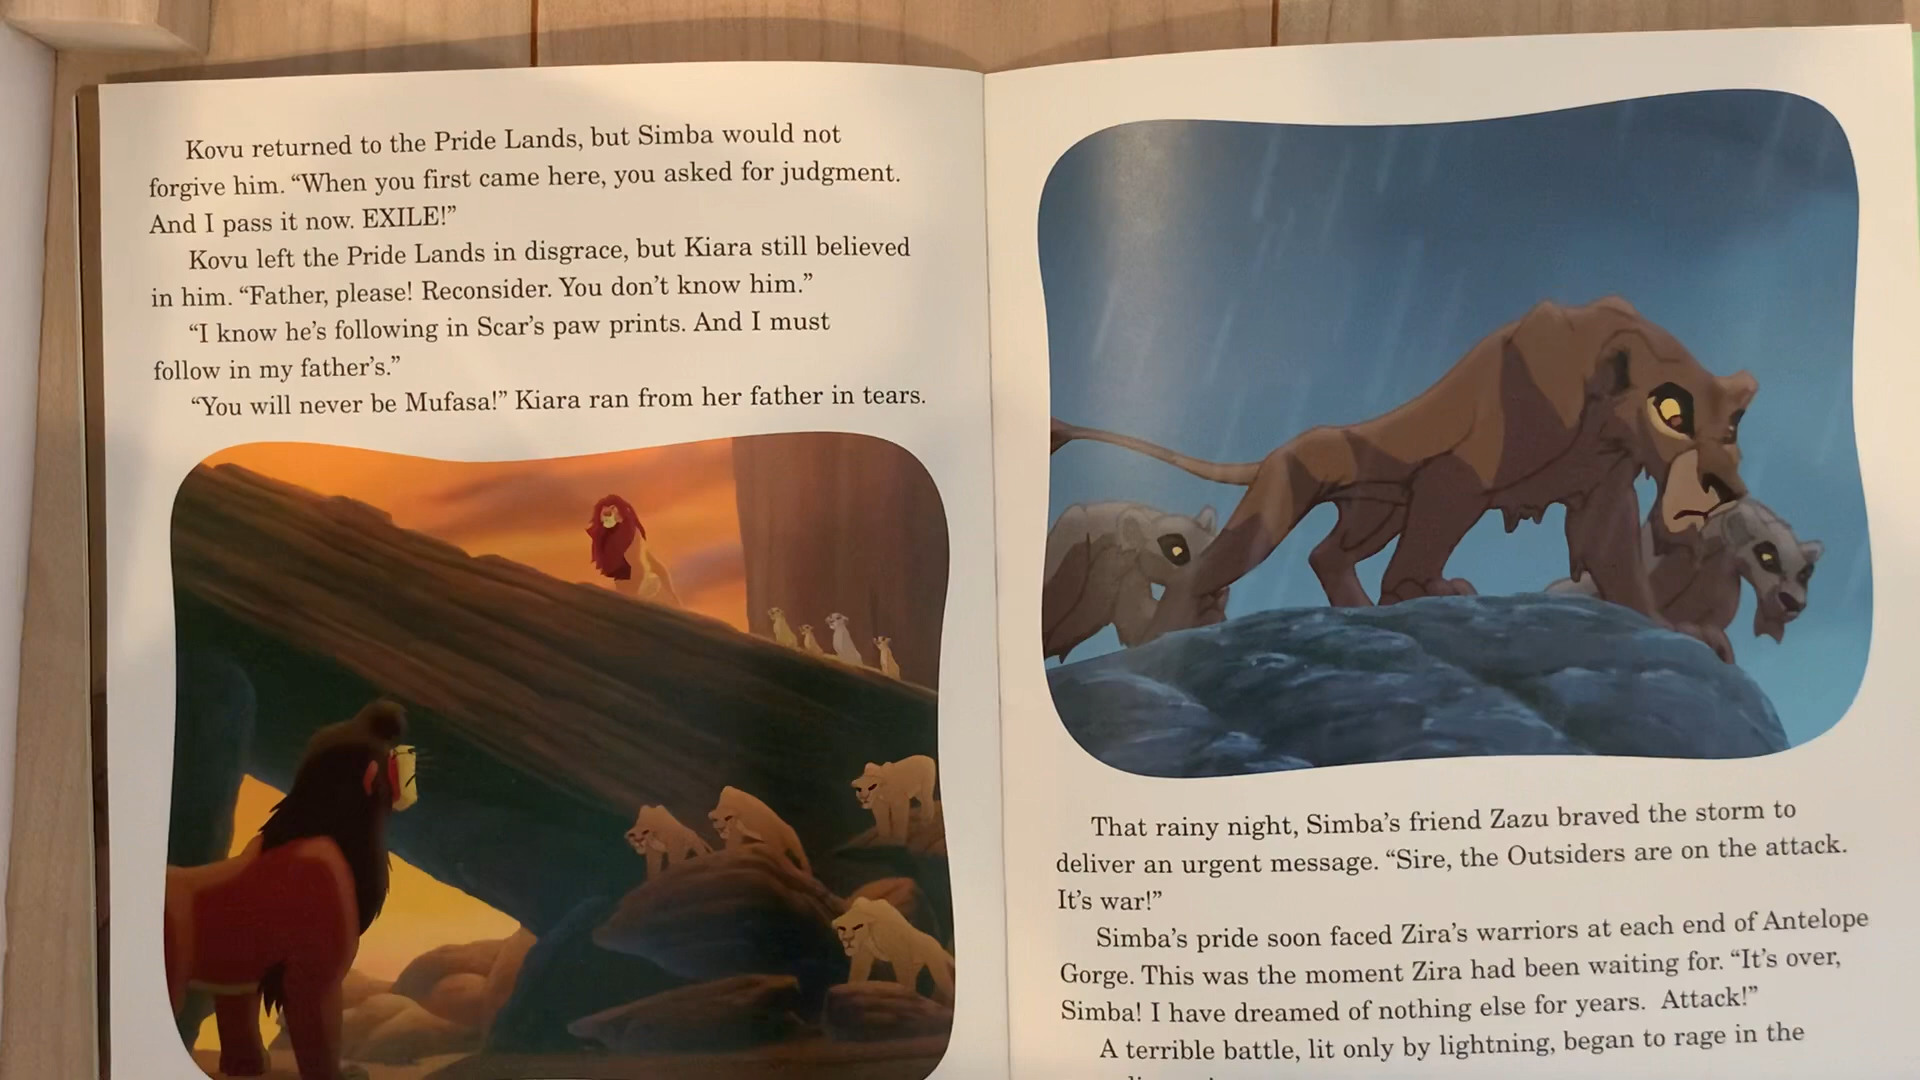 Kovu returned to the Pride Lands, but Simba would not
forgive him. “When you first came here, you asked for judgment.
And I pass it now. EXILE!”
Kovu left the Pride Lands in disgrace, but Kiara still believed
in him. “Father, please! Reconsider. You don’t know him.”
“I know he’s following in Scar’s paw prints. And I must
follow in my father’s.”
“You will never be Mufasa!” Kiara ran from her father in tears.
That rainy night, Simba’s friend Zazu braved the storm to
deliver an urgent message. “Sire, the Outsiders are on the attack.
It’s war!”
Simba’s pride soon faced Zira’s warriors at each end of Antelope
Gorge. This was the moment Zira had been waiting for. “It’s over,
Simba! I have dreamed of nothing else for years.  Attack!”
A terrible battle, lit only by lightning, began to rage in the